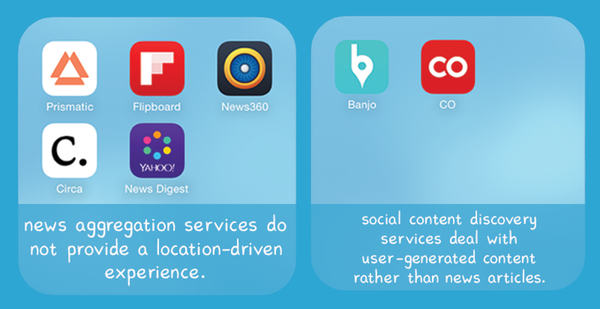 Prismatic
Flipboard
News360
C.
YAHOO!
Circa
News Digest
news aggregation services do
not provide a location-driven
experience.
CO
Banjo
CO
social content discovery
services deal with
user-generated content
rather than news articles.